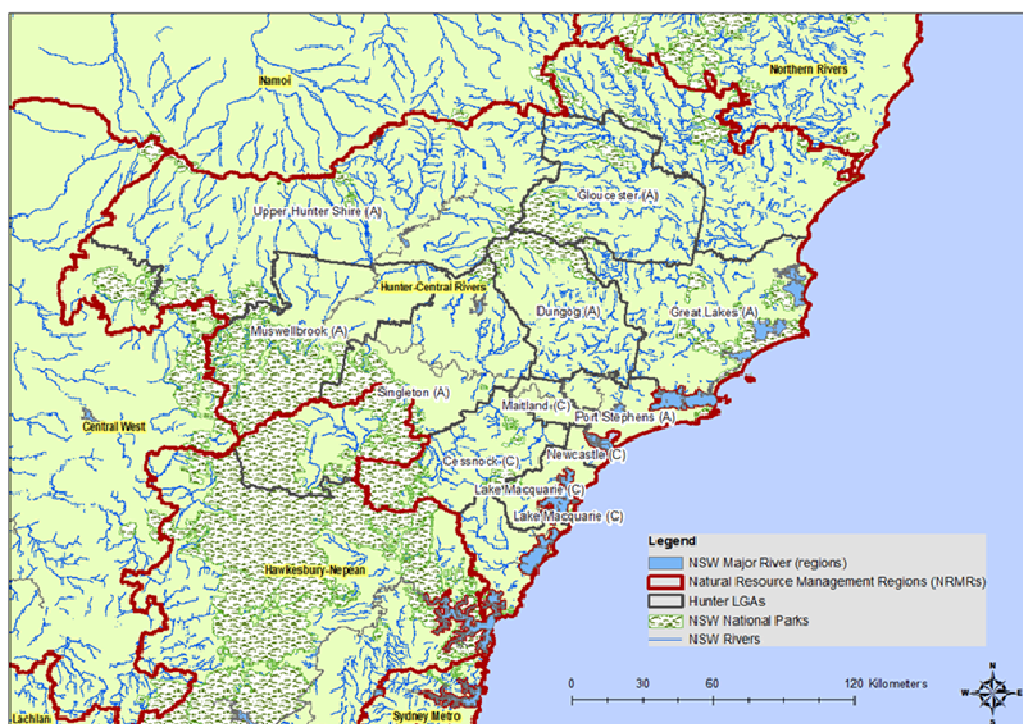 Namoi
Northern Rivers
Gloucester (A)
Upper Hunter Shire (A)
Hunter-Central Rivers
Dungog (A)
Great Lakes (A)
Muswellbrook (A)
Singleton (A)
Maitland (C)
Port Stephens (A)
Central West
Newcastle (C)
Cessnock (C)
Lake Macquarie (C)
Lake Macquarie (C)
Hawkesbury-Nepean
Legend
NSW Major River (regions)
Natural Resource Management Regions (NRMRs)
Hunter LGAs
NSW National Parks
NSW Rivers
0 30 60 120 Kilometers
N
W E
S
Lachlan
Sydney Metro